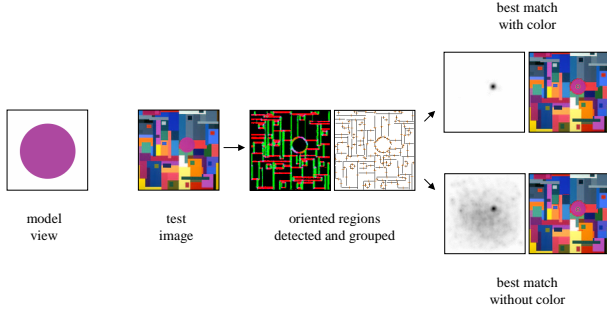 best match
with color
model
view
test
image
oriented regions
detected and grouped
best match
without color